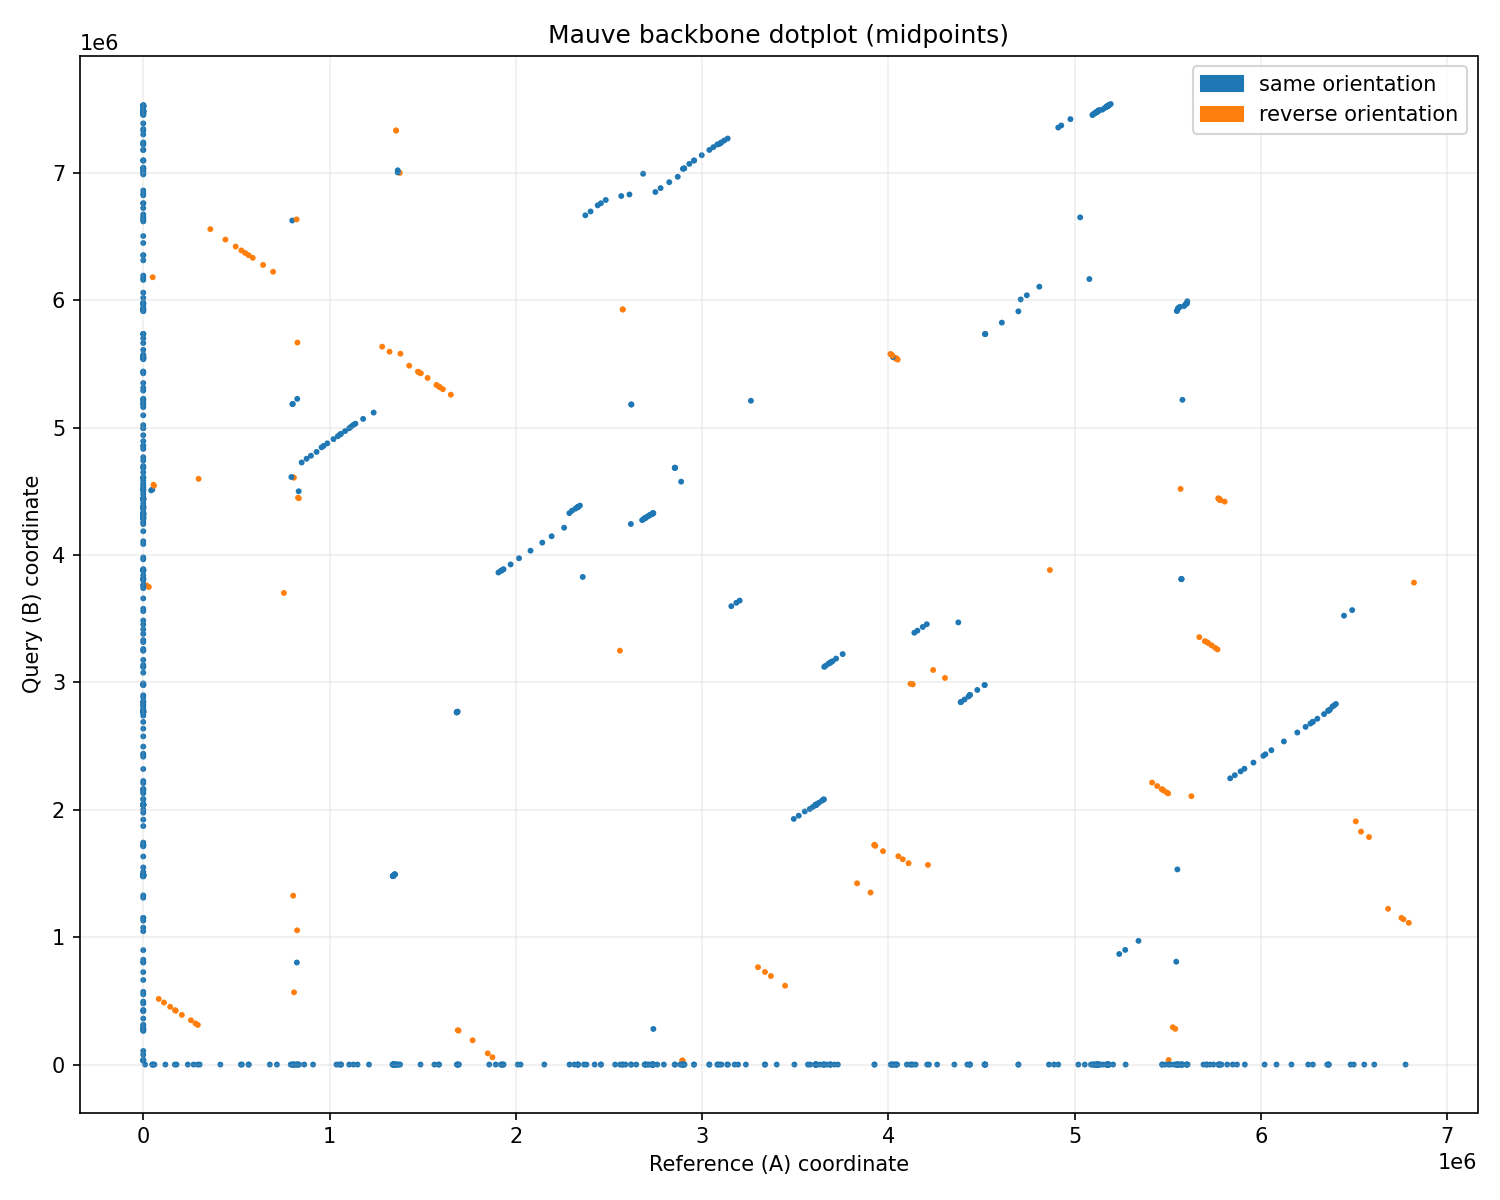 Mauve backbone dotplot (midpoints)
1e6
same orientation
reverse orientation
7
6
5
4
3
2
1
0
Query (B) coordinate
0 1 2 3 4 5 6 7
Reference (A) coordinate
1e6